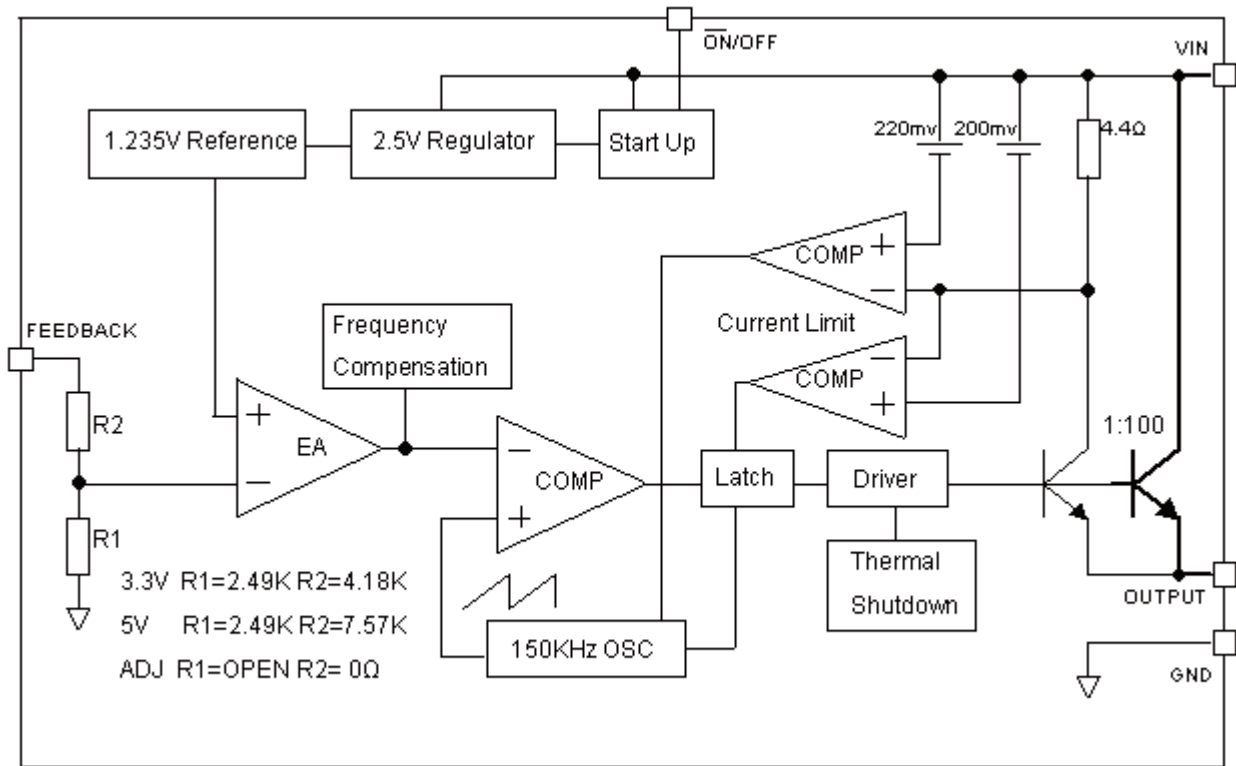 ON/OFF
VIN
1.235V Reference
2.5V Regulator
Start Up
220mv
200mv
4.4Ω
+
COMP
−
FEEDBACK
Frequency
Compensation
Current Limit
−
COMP
+
R2
+
EA
−
−
COMP
+
1:100
Latch
Driver
R1
Thermal
Shutdown
3.3V R1=2.49K R2=4.18K
5V R1=2.49K R2=7.57K
ADJ R1=OPEN R2= 0Ω
150KHz OSC
OUTPUT
GND